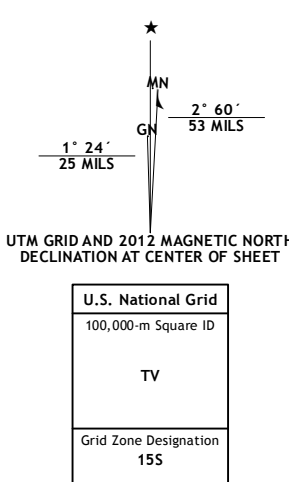 ★
MN
GN
2° 60´
53 MILS
1° 24´
25 MILS
UTM GRID AND 2012 MAGNETIC NORTH
DECLINATION AT CENTER OF SHEET
U.S. National Grid
100,000-m Square ID
TV
Grid Zone Designation
15S